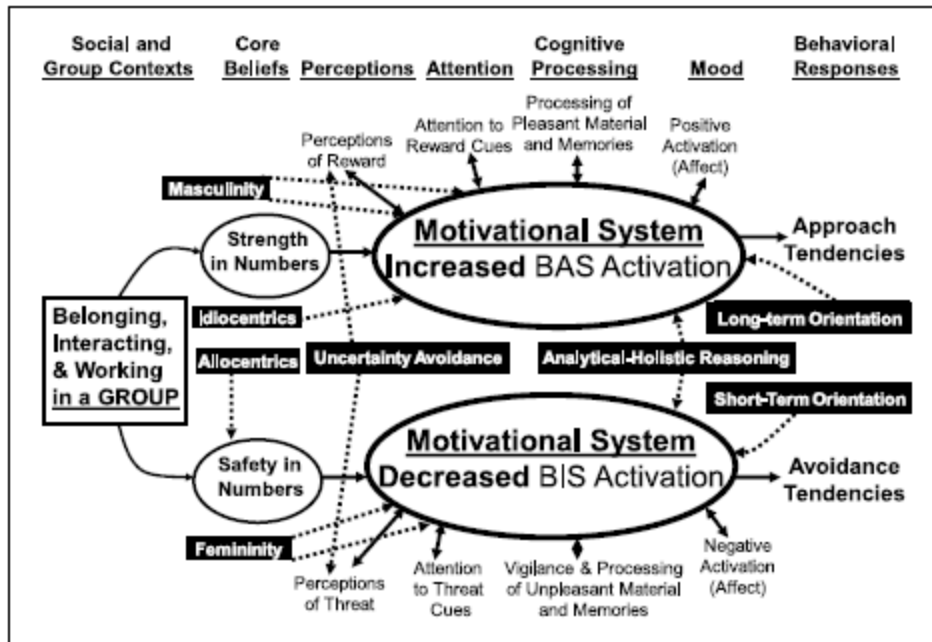 Social and
Group Contexts
Core
Beliefs
Perceptions
Attention
Cognitive
Processing
Mood
Behavioral
Responses
Perceptions
of Reward
Attention to
Reward Cues
Processing of
Pleasant Material
and Memories
Positive
Activation
(Affect)
Masculinity
Strength
in Numbers
Motivational System
Increased BAS Activation
Approach
Tendencies
Idiocentrics
Long-term Orientation
Belonging,
Interacting,
& Working
in a GROUP
Allocentrics
Uncertainty Avoidance
Analytical-Holistic Reasoning
Short-Term Orientation
Safety in
Numbers
Motivational System
Decreased BIS Activation
Avoidance
Tendencies
Femininity
Perceptions
of Threat
Attention
to Threat
Cues
Vigilance & Processing
of Unpleasant Material
and Memories
Negative
Activation
(Affect)